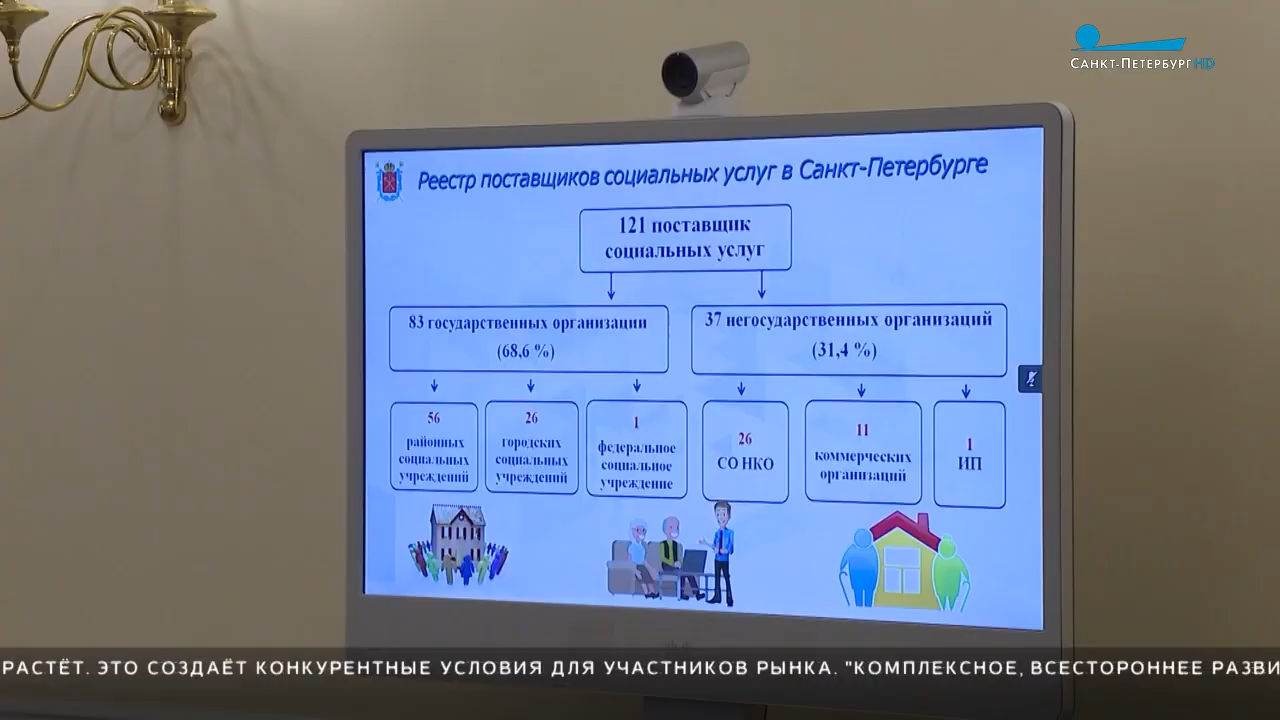 Санкт-Петербург HD
Реестр поставщиков социальных услуг в Санкт-Петербурге
121 поставщик
социальных услуг
83 государственных организации
(68,6 %)
37 негосударственных организаций
(31,4 %)
56
районных
социальных
учреждений
26
городских
социальных
учреждений
1
федеральное
социальное
учреждение
26
СО НКО
11
коммерческих
организаций
1
ИП
РАСТЁТ. ЭТО СОЗДАЁТ КОНКУРЕНТНЫЕ УСЛОВИЯ ДЛЯ УЧАСТНИКОВ РЫНКА. "КОМПЛЕКСНОЕ, ВСЕСТОРОННЕЕ РАЗВИ